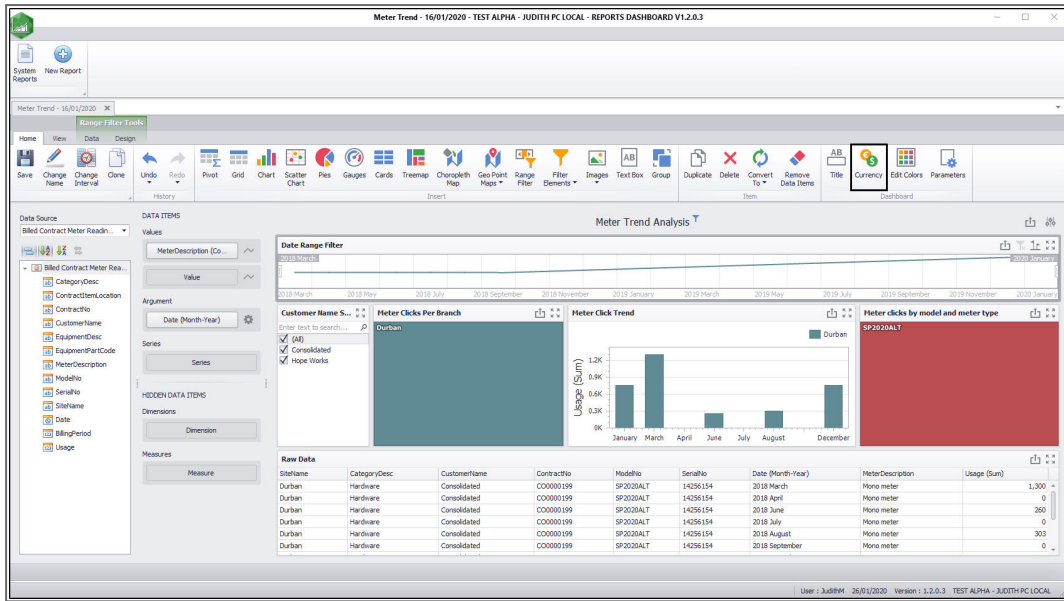 Meter Trend - 16/01/2020 - TEST ALPHA - JUDITH PC LOCAL - REPORTS DASHBOARD V1.2.0.3
System Reports
New Report
Meter Trend - 16/01/2020
Range Filter Tools
Home View Data Design
Save Change Name Change Interval Clone Undo Redo Pivot Grid Chart Scatter Chart Pies Gauges Cards Treemap Choropleth Map Geo Point Maps Range Filter Filter Elements Images Text Box Group Duplicate Delete Convert To Remove Data Items Title Currency Edit Colors Parameters
History Insert Item Dashboard
Data Source
Billed Contract Meter Readin...
Billed Contract Meter Rea...
CategoryDesc
ContractItemLocation
ContractNo
CustomerName
EquipmentDesc
EquipmentPartCode
MeterDescription
ModelNo
SerialNo
SiteName
Date
BillingPeriod
Usage
DATA ITEMS
Values
MeterDescription (Co...
Value
Argument
Date (Month-Year)
Series
Series
HIDDEN DATA ITEMS
Dimensions
Dimension
Measures
Measure
Meter Trend Analysis
Date Range Filter
2018 March 2020 January
2018 March 2018 May 2018 July 2018 September 2018 November 2019 January 2019 March 2019 May 2019 July 2019 September 2019 November 2020 January
Customer Name S...
Enter text to search...
(All)
Consolidated
Hope Works
Meter Clicks Per Branch
Durban
Meter Click Trend
Durban
Usage (Sum)
1.2K
0.9K
0.6K
0.3K
0K
January March April June July August December
Meter clicks by model and meter type
SP2020ALT
Raw Data
SiteName CategoryDesc CustomerName ContractNo ModelNo SerialNo Date (Month-Year) MeterDescription Usage (Sum)
Durban Hardware Consolidated CO0000199 SP2020ALT 14256154 2018 March Mono meter 1,300
Durban Hardware Consolidated CO0000199 SP2020ALT 14256154 2018 April Mono meter 0
Durban Hardware Consolidated CO0000199 SP2020ALT 14256154 2018 June Mono meter 260
Durban Hardware Consolidated CO0000199 SP2020ALT 14256154 2018 July Mono meter 0
Durban Hardware Consolidated CO0000199 SP2020ALT 14256154 2018 August Mono meter 303
Durban Hardware Consolidated CO0000199 SP2020ALT 14256154 2018 September Mono meter 0
User : JudithM 26/01/2020 Version : 1.2.0.3 TEST ALPHA - JUDITH PC LOCAL